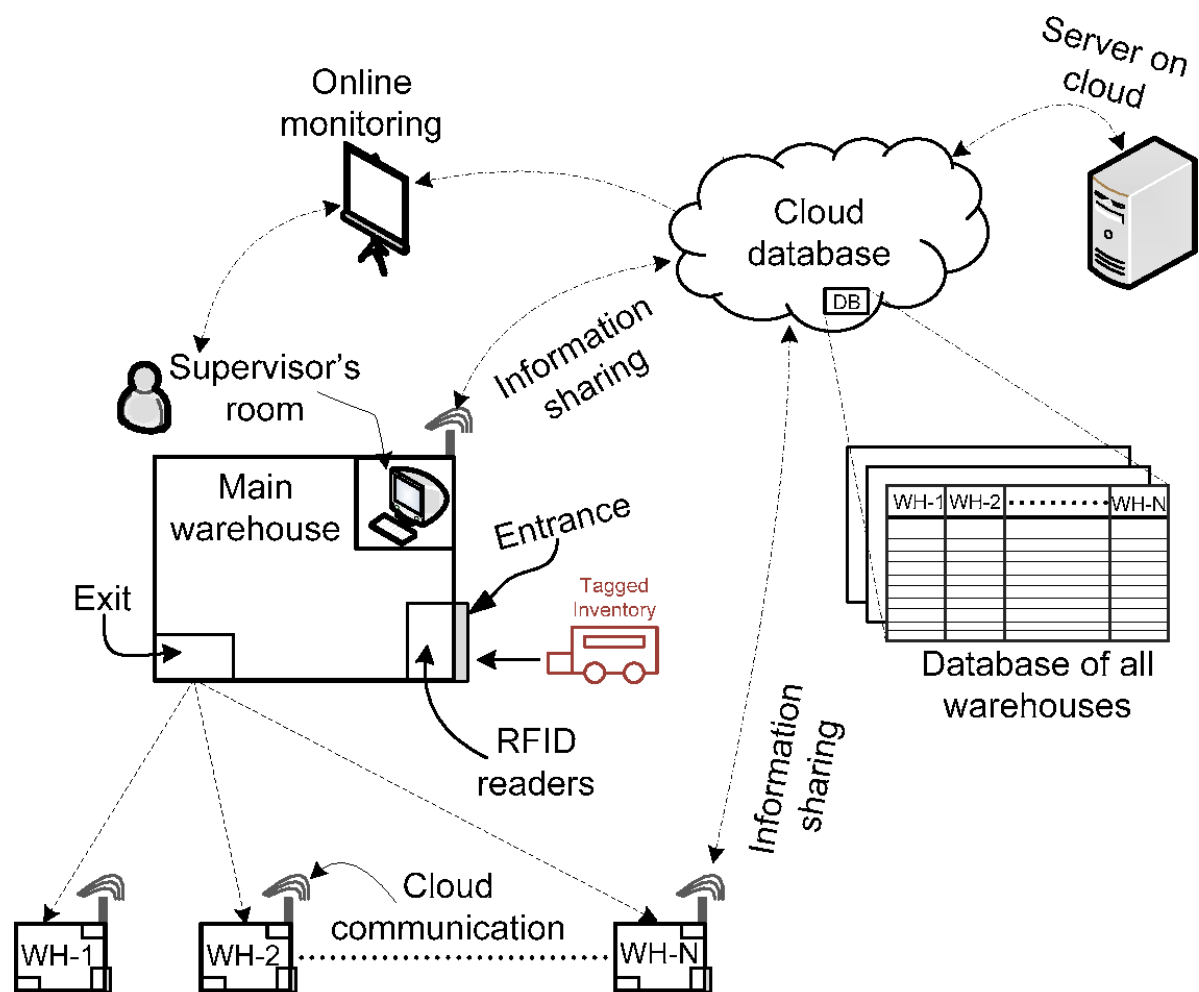 Server on
cloud
Online
monitoring
Cloud
database
DB
Information
sharing
Supervisor's
room
Main
warehouse
Entrance
Exit
Tagged
Inventory
RFID
readers
WH-1 WH-2 WH-N
Database of all
warehouses
Information
sharing
Cloud
communication
WH-1
WH-2
WH-N